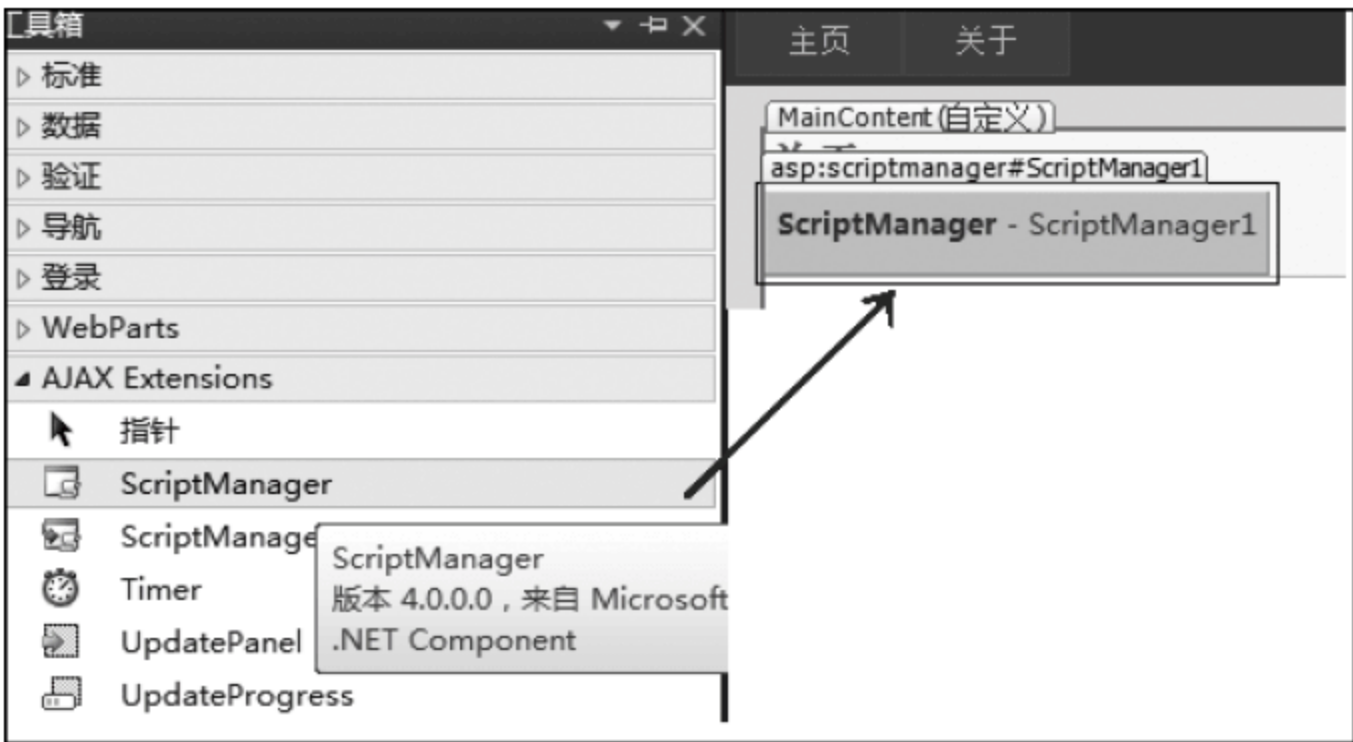 工具箱
标准
数据
验证
导航
登录
WebParts
AJAX Extensions
指针
ScriptManager
ScriptManage
Timer
UpdatePanel
UpdateProgress
ScriptManager
版本 4.0.0.0，来自 Microsoft
.NET Component
主页
关于
MainContent(自定义)
asp:scriptmanager#ScriptManager1
ScriptManager - ScriptManager1